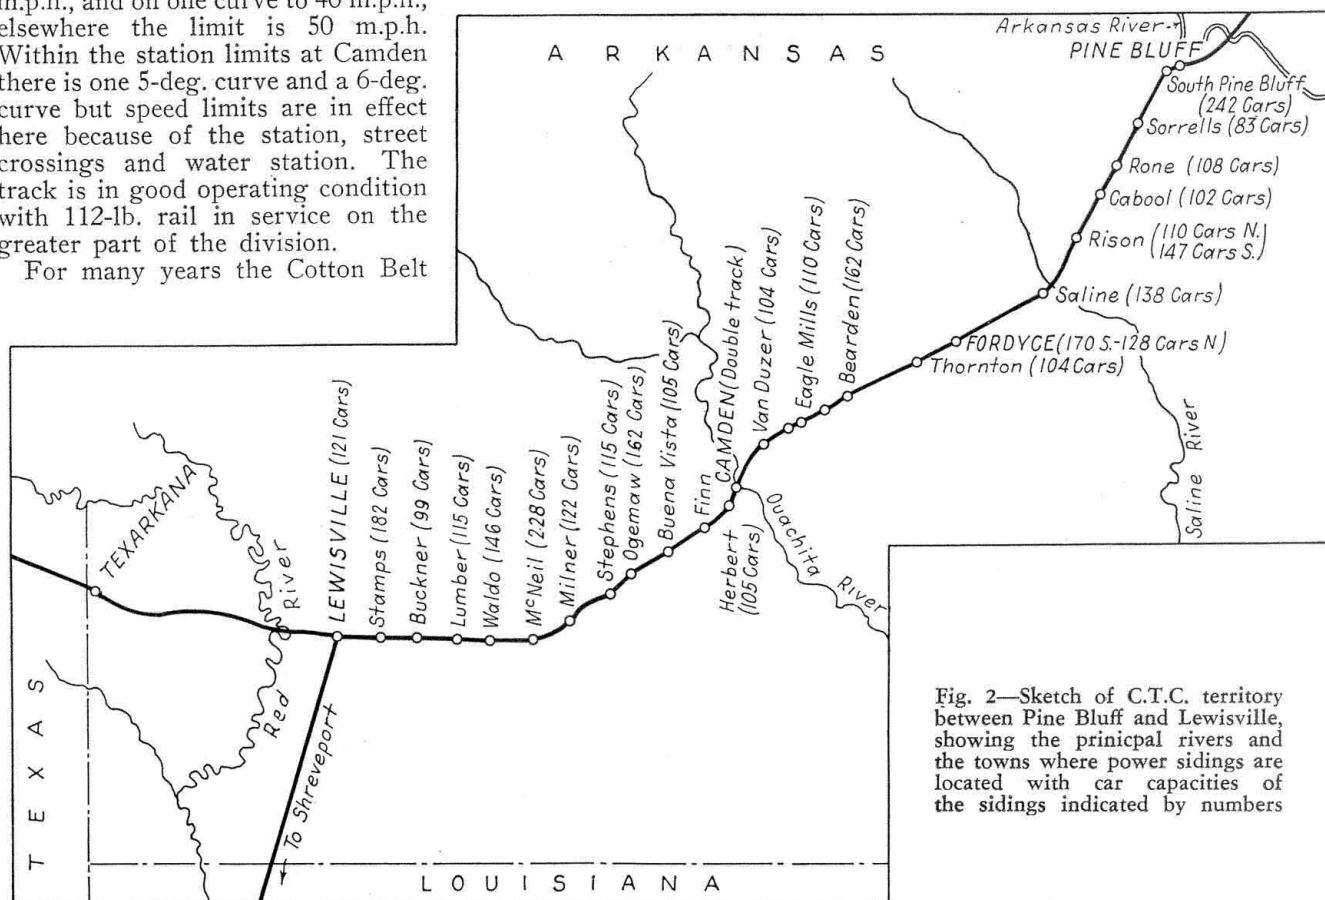 m.p.h., and on one curve to 40 m.p.h.,
elsewhere the limit is 50 m.p.h.
Within the station limits at Camden
there is one 5-deg. curve and a 6-deg.
curve but speed limits are in effect
here because of the station, street
crossings and water station. The
track is in good operating condition
with 112-lb. rail in service on the
greater part of the division.
For many years the Cotton Belt
ARKANSAS
Arkansas River
PINE BLUFF
South Pine Bluff
(242 Cars)
Sorrells (83 Cars)
Rone (108 Cars)
Cabool (102 Cars)
Rison (110 Cars N.
147 Cars S.)
Saline (138 Cars)
FORDYCE (170 S.-128 Cars N)
Thornton (104 Cars)
Saline River
Bearden (162 Cars)
Eagle Mills (110 Cars)
Van Duzer (104 Cars)
CAMDEN (Double track)
Ouachita River
Herbert
(105 Cars)
Finn
Buena Vista (105 Cars)
Ogemaw (162 Cars)
Stephens (115 Cars)
Milner (122 Cars)
McNeil (228 Cars)
Waldo (146 Cars)
Lumber (115 Cars)
Buckner (99 Cars)
Stamps (182 Cars)
LEWISVILLE (121 Cars)
Red River
TEXARKANA
TEXAS
To Shreveport
LOUISIANA
Fig. 2—Sketch of C.T.C. territory
between Pine Bluff and Lewisville,
showing the prinicpal rivers and
the towns where power sidings are
located with car capacities of
the sidings indicated by numbers